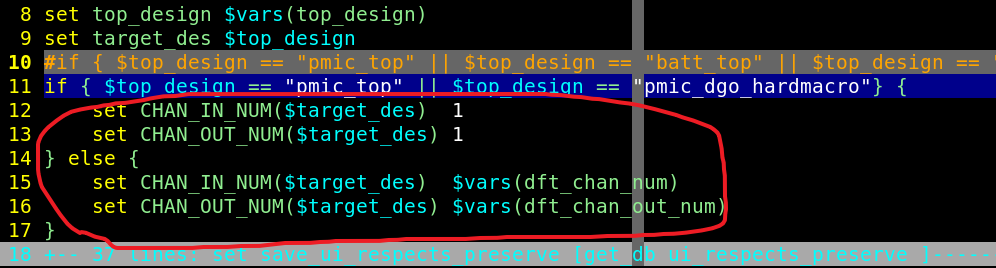 8 set top_design $vars(top_design)
9 set target_des $top_design
10 #if { $top_design == "pmic_top" || $top_design == "batt_top" || $top_design == "
11 if { $top_design == "pmic_top" || $top_design == "pmic_dgo_hardmacro"} {
12 set CHAN_IN_NUM($target_des) 1
13 set CHAN_OUT_NUM($target_des) 1
14 } else {
15 set CHAN_IN_NUM($target_des) $vars(dft_chan_num)
16 set CHAN_OUT_NUM($target_des) $vars(dft_chan_out_num)
17 }
18 +-- 37 lines: set save ui respects preserve [get db ui respects preserve ]-----